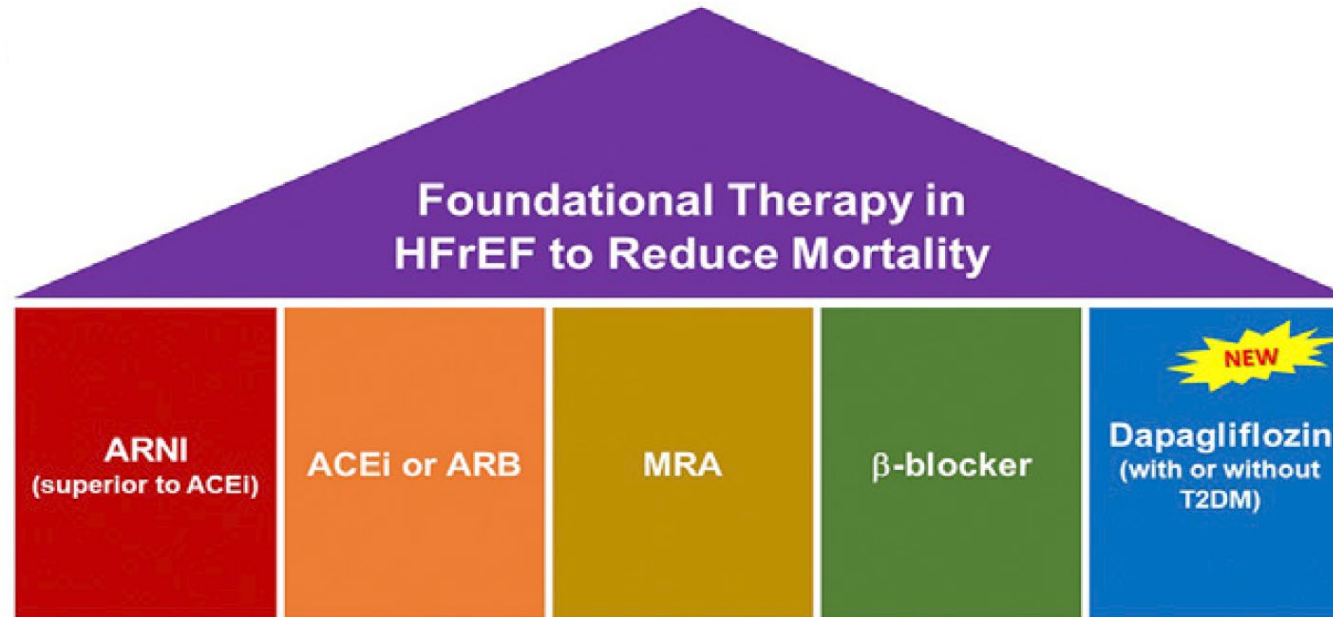 Foundational Therapy in
HFrEF to Reduce Mortality
ARNI
(superior to ACEi)
ACEi or ARB
MRA
β-blocker
NEW
Dapagliflozin
(with or without
T2DM)